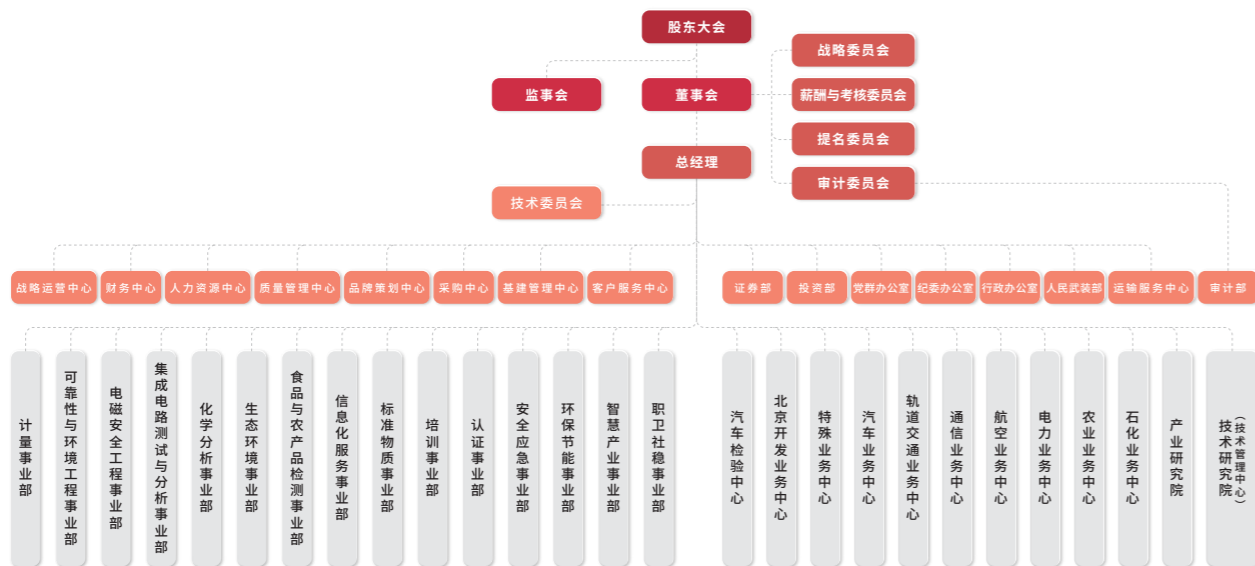 股东大会
战略委员会
监事会
董事会
薪酬与考核委员会
提名委员会
总经理
审计委员会
技术委员会
战略运营中心
财务中心
人力资源中心
质量管理中心
品牌策划中心
采购中心
基建管理中心
客户服务中心
证券部
投资部
党群办公室
纪委办公室
行政办公室
人民武装部
运输服务中心
审计部
计量事业部
可靠性与环境工程事业部
电磁安全工程事业部
集成电路测试与分析事业部
化学分析事业部
生态环境事业部
食品与农产品检测事业部
信息化服务事业部
标准物质事业部
培训事业部
认证事业部
安全应急事业部
环保节能事业部
智慧产业事业部
职卫社稳事业部
汽车检验中心
北京开发业务中心
特殊业务中心
汽车业务中心
轨道交通业务中心
通信业务中心
航空业务中心
电力业务中心
农业业务中心
石化业务中心
产业研究院
技术研究院
（技术管理中心）